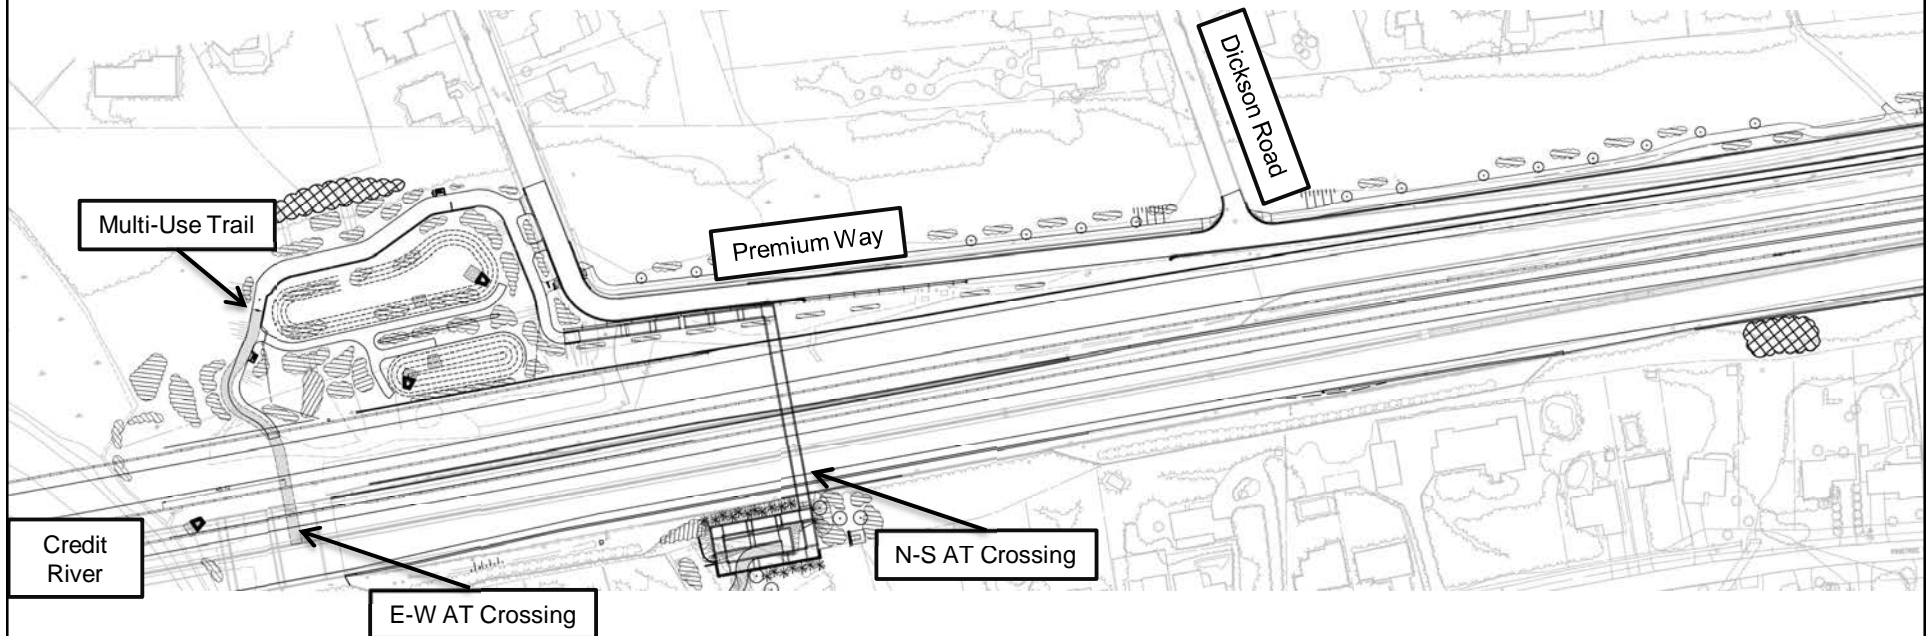 Dickson Road
Multi-Use Trail
Premium Way
Credit
River
N-S AT Crossing
E-W AT Crossing